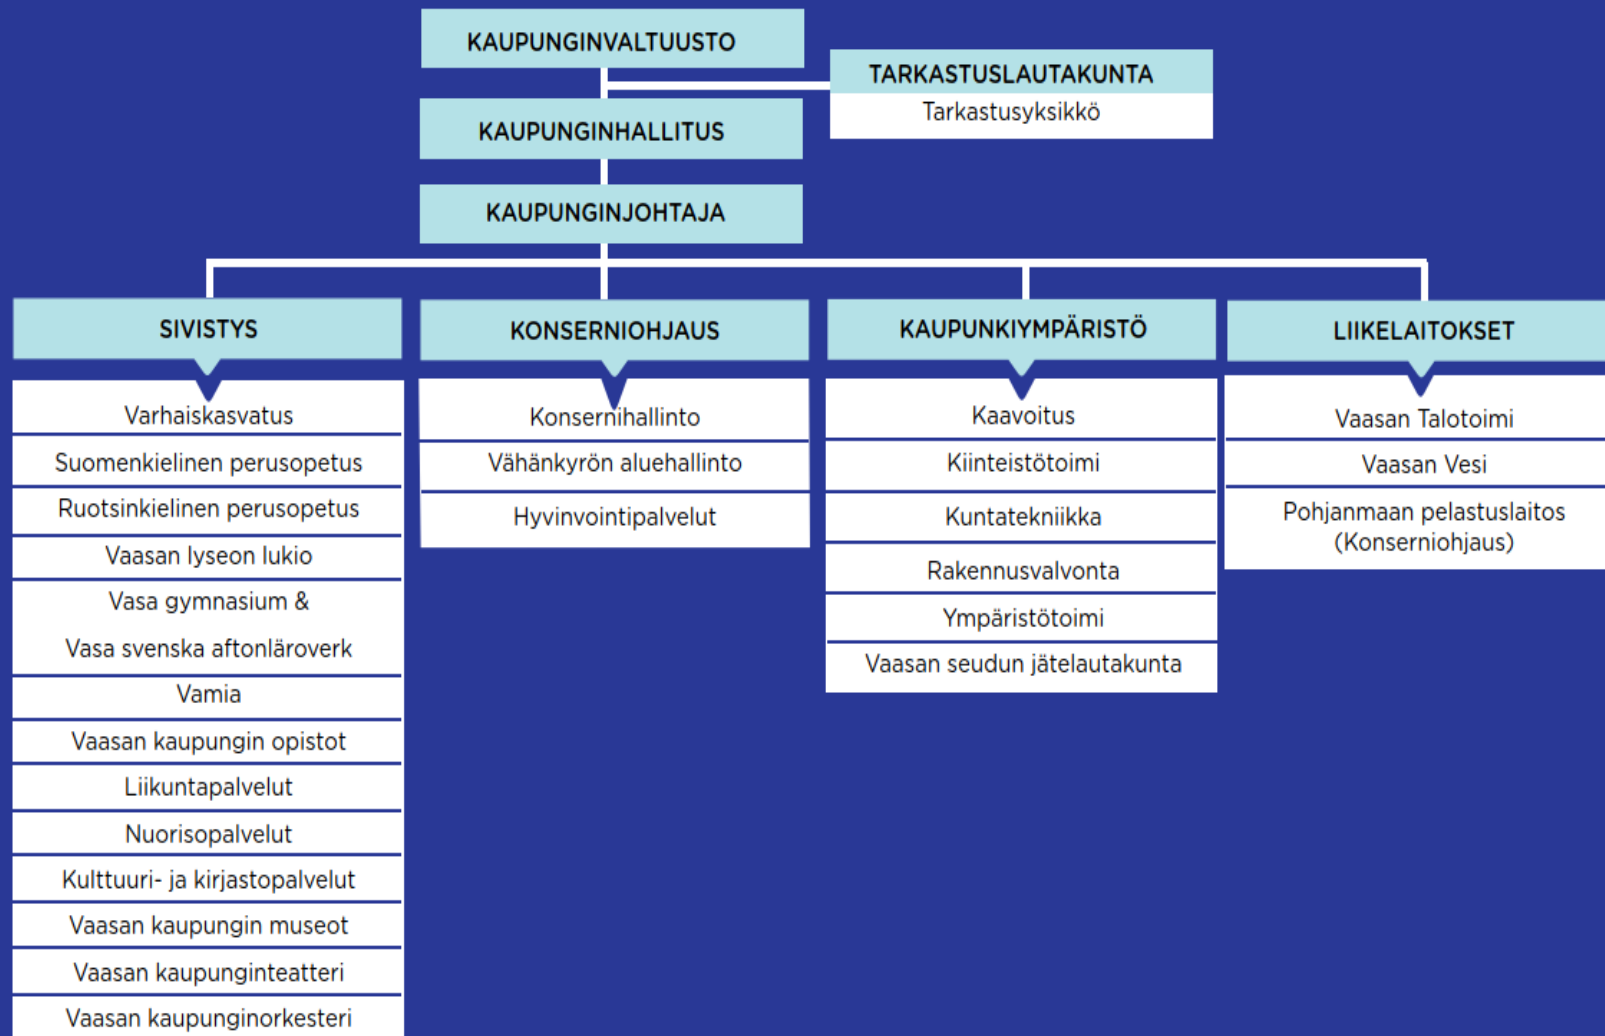 KAUPUNGINVALTUUSTO
TARKASTUSLAUTAKUNTA
Tarkastusyksikkö
KAUPUNGINHALLITUS
KAUPUNGINJOHTAJA
SIVISTYS
Varhaiskasvatus
Suomenkielinen perusopetus
Ruotsinkielinen perusopetus
Vaasan lyseon lukio
Vasa gymnasium &
Vasa svenska aftonläroverk
Vamia
Vaasan kaupungin opistot
Liikuntapalvelut
Nuorisopalvelut
Kulttuuri- ja kirjastopalvelut
Vaasan kaupungin museot
Vaasan kaupunginteatteri
Vaasan kaupunginorkesteri
KONSERNIOHJAUS
Konsernihallinto
Vähänkyrön aluehallinto
Hyvinvointipalvelut
KAUPUNKIYMPÄRISTÖ
Kaavoitus
Kiinteistötoimi
Kuntatekniikka
Rakennusvalvonta
Ympäristötoimi
Vaasan seudun jätelautakunta
LIIKELAITOKSET
Vaasan Talotoimi
Vaasan Vesi
Pohjanmaan pelastuslaitos
(Konserniohjaus)